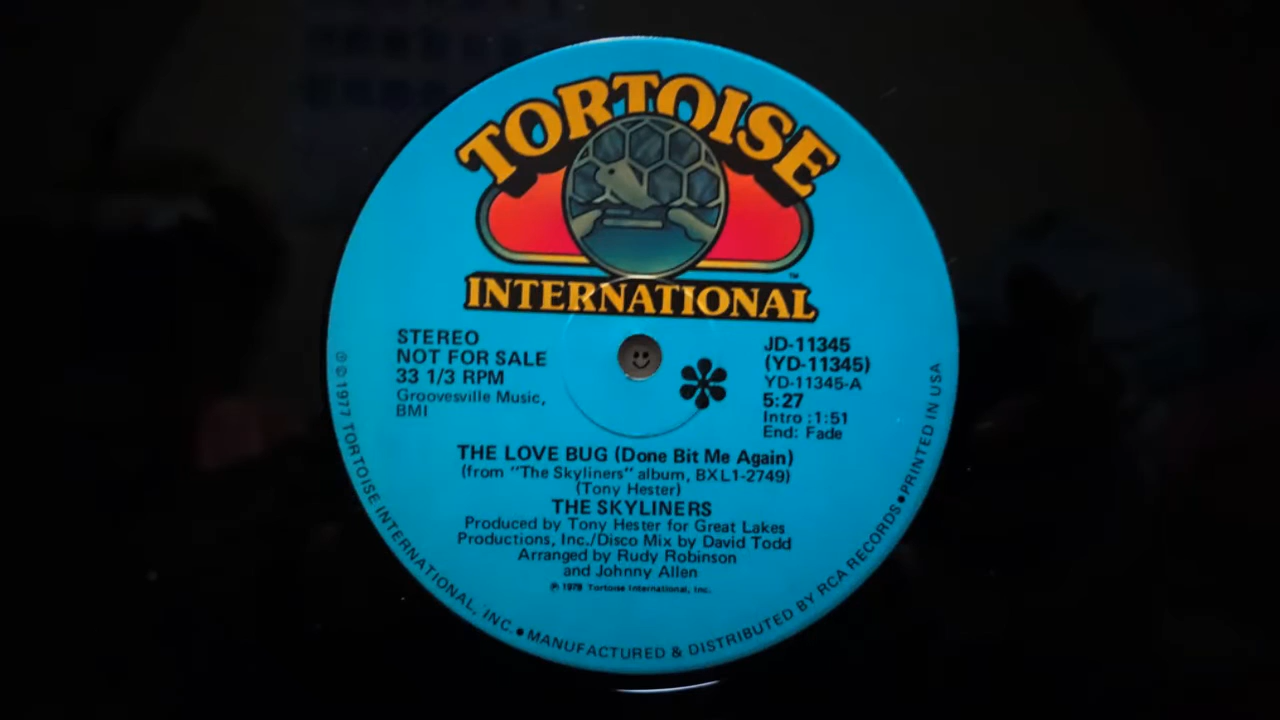 TORTOISE
INTERNATIONAL
™
STEREO
NOT FOR SALE
33 1/3 RPM
Groovesville Music,
BMI
JD-11345
(YD-11345)
YD-11345-A
5:27
Intro :1:51
End: Fade
THE LOVE BUG (Done Bit Me Again)
(from "The Skyliners" album, BXL1-2749)
(Tony Hester)
THE SKYLINERS
Produced by Tony Hester for Great Lakes
Productions, Inc./Disco Mix by David Todd
Arranged by Rudy Robinson
and Johnny Allen
℗ 1978 Tortoise International, Inc.
℗ © 1977 TORTOISE INTERNATIONAL, INC. ● MANUFACTURED & DISTRIBUTED BY RCA RECORDS ● PRINTED IN USA